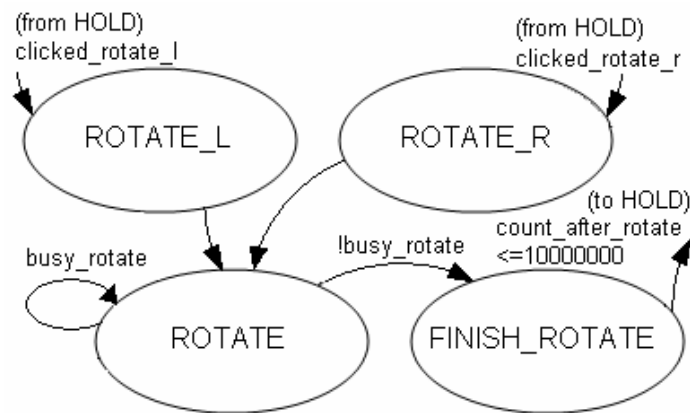 (from HOLD)
clicked_rotate_l
(from HOLD)
clicked_rotate_r
ROTATE_L
ROTATE_R
(to HOLD)
count_after_rotate
<=10000000
busy_rotate
!busy_rotate
ROTATE
FINISH_ROTATE